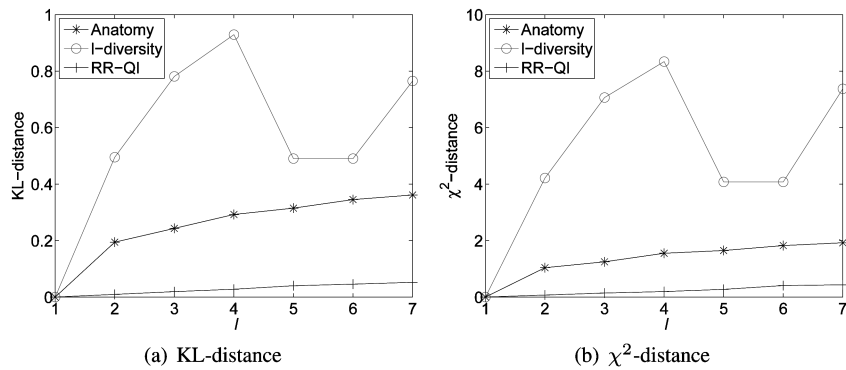 1
0.8
0.6
0.4
0.2
0
KL−distance
Anatomy
l−diversity
RR−QI
1 2 3 4 5 6 7
l
(a) KL-distance
10
8
6
4
2
0
χ²−distance
Anatomy
l−diversity
RR−QI
1 2 3 4 5 6 7
l
(b) χ²-distance